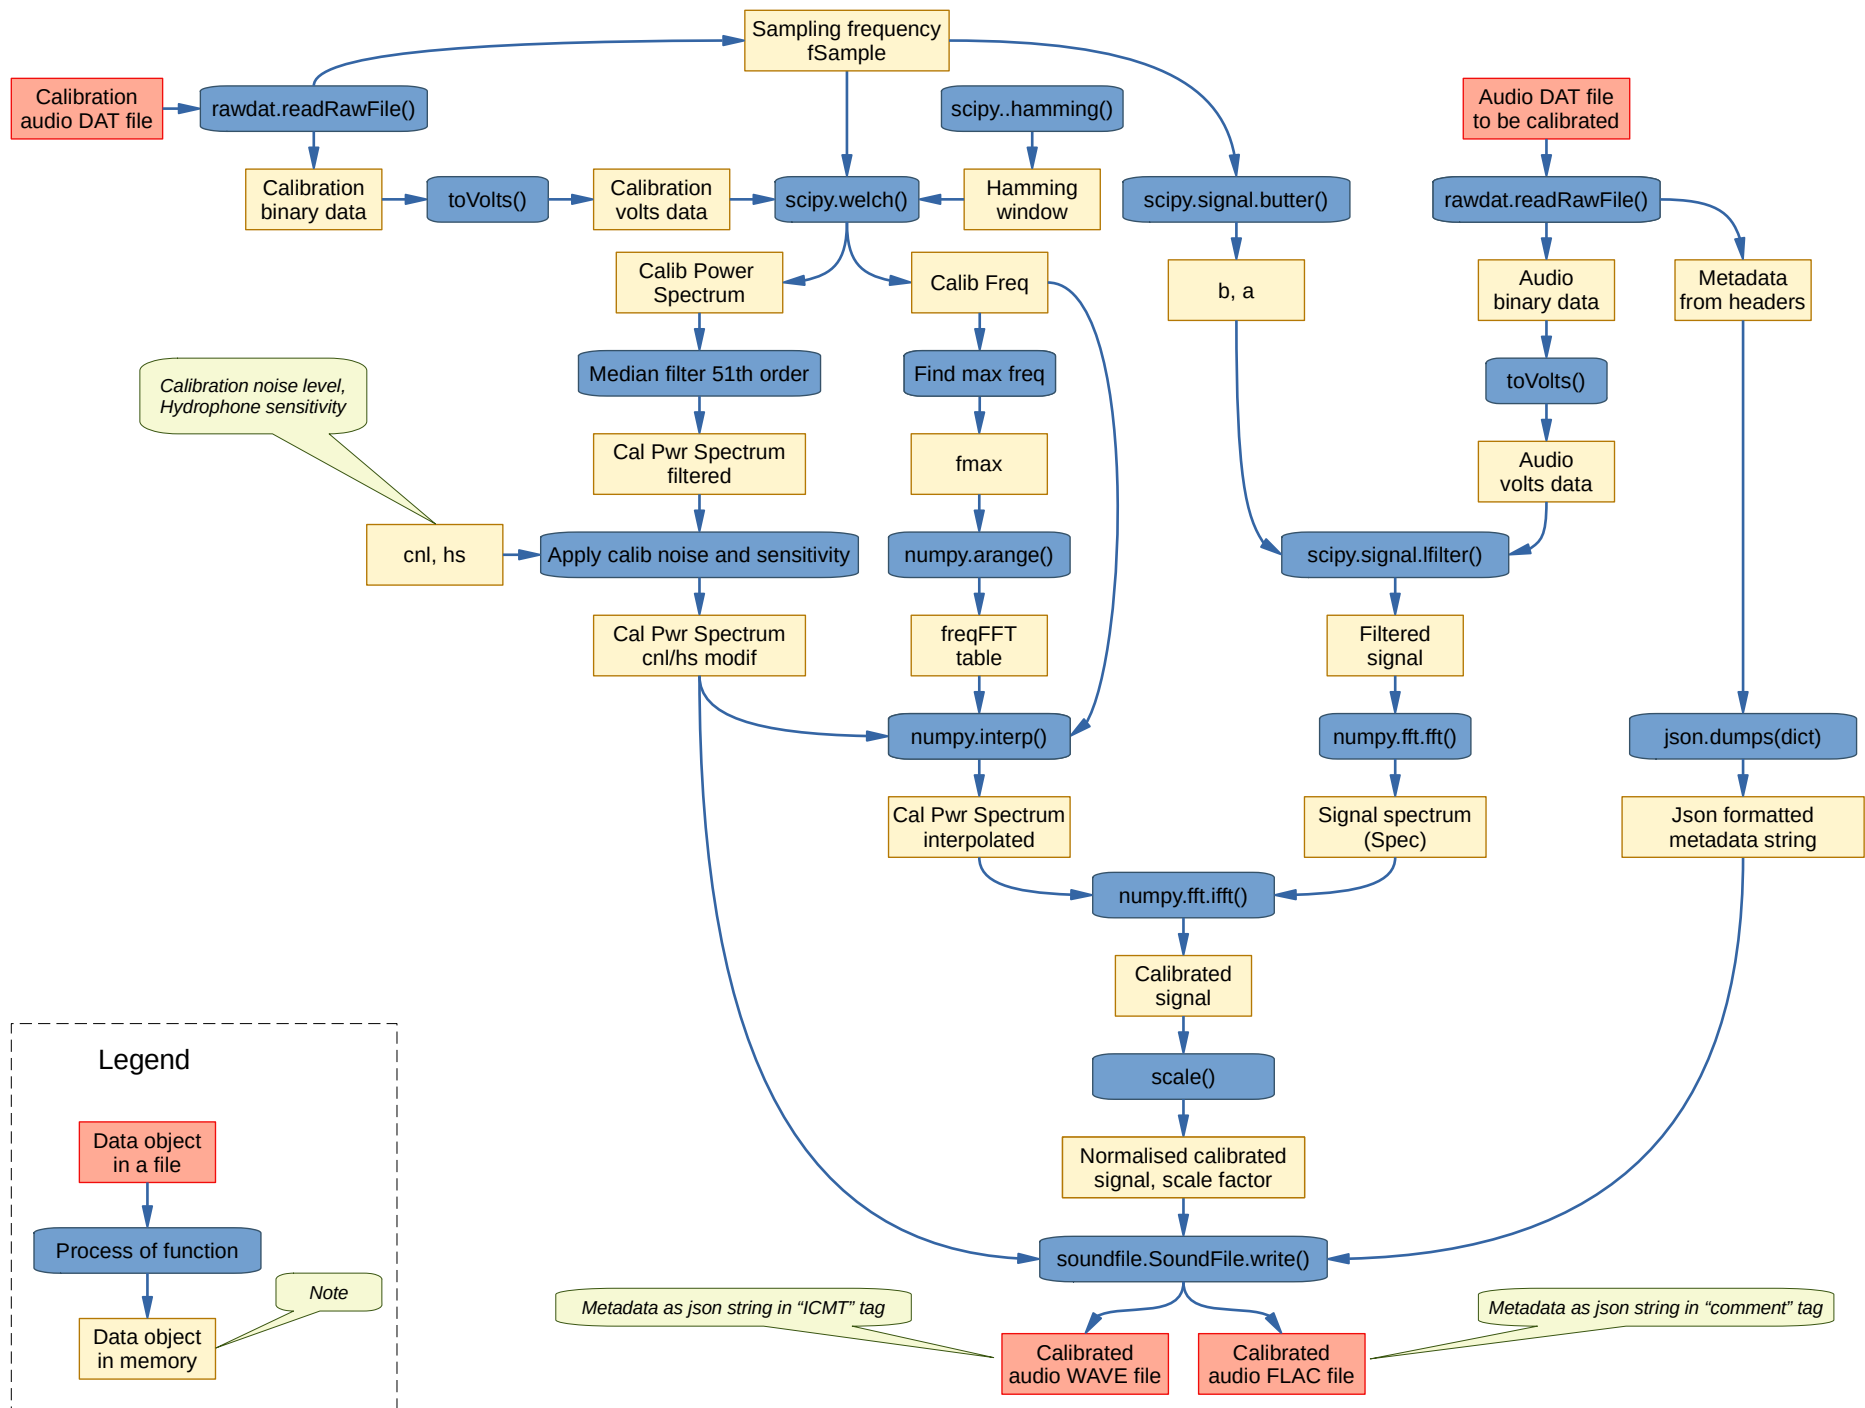 Sampling frequency
fSample
Calibration
audio DAT file
rawdat.readRawFile()
scipy..hamming()
Audio DAT file
to be calibrated
Calibration
binary data
toVolts()
Calibration
volts data
scipy.welch()
Hamming
window
scipy.signal.butter()
rawdat.readRawFile()
Calib Power
Spectrum
Calib Freq
b, a
Audio
binary data
Metadata
from headers
Calibration noise level,
Hydrophone sensitivity
Median filter 51th order
Find max freq
toVolts()
Cal Pwr Spectrum
filtered
fmax
Audio
volts data
cnl, hs
Apply calib noise and sensitivity
numpy.arange()
scipy.signal.lfilter()
Cal Pwr Spectrum
cnl/hs modif
freqFFT
table
Filtered
signal
numpy.interp()
numpy.fft.fft()
json.dumps(dict)
Cal Pwr Spectrum
interpolated
Signal spectrum
(Spec)
Json formatted
metadata string
numpy.fft.ifft()
Calibrated
signal
scale()
Normalised calibrated
signal, scale factor
soundfile.SoundFile.write()
Metadata as json string in “ICMT” tag
Metadata as json string in “comment” tag
Calibrated
audio WAVE file
Calibrated
audio FLAC file
Legend
Data object
in a file
Process of function
Note
Data object
in memory